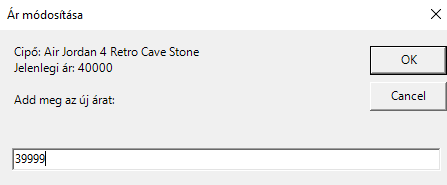 Ár módosítása
Cipő: Air Jordan 4 Retro Cave Stone
Jelenlegi ár: 40000
OK
Add meg az új árat:
Cancel
39999